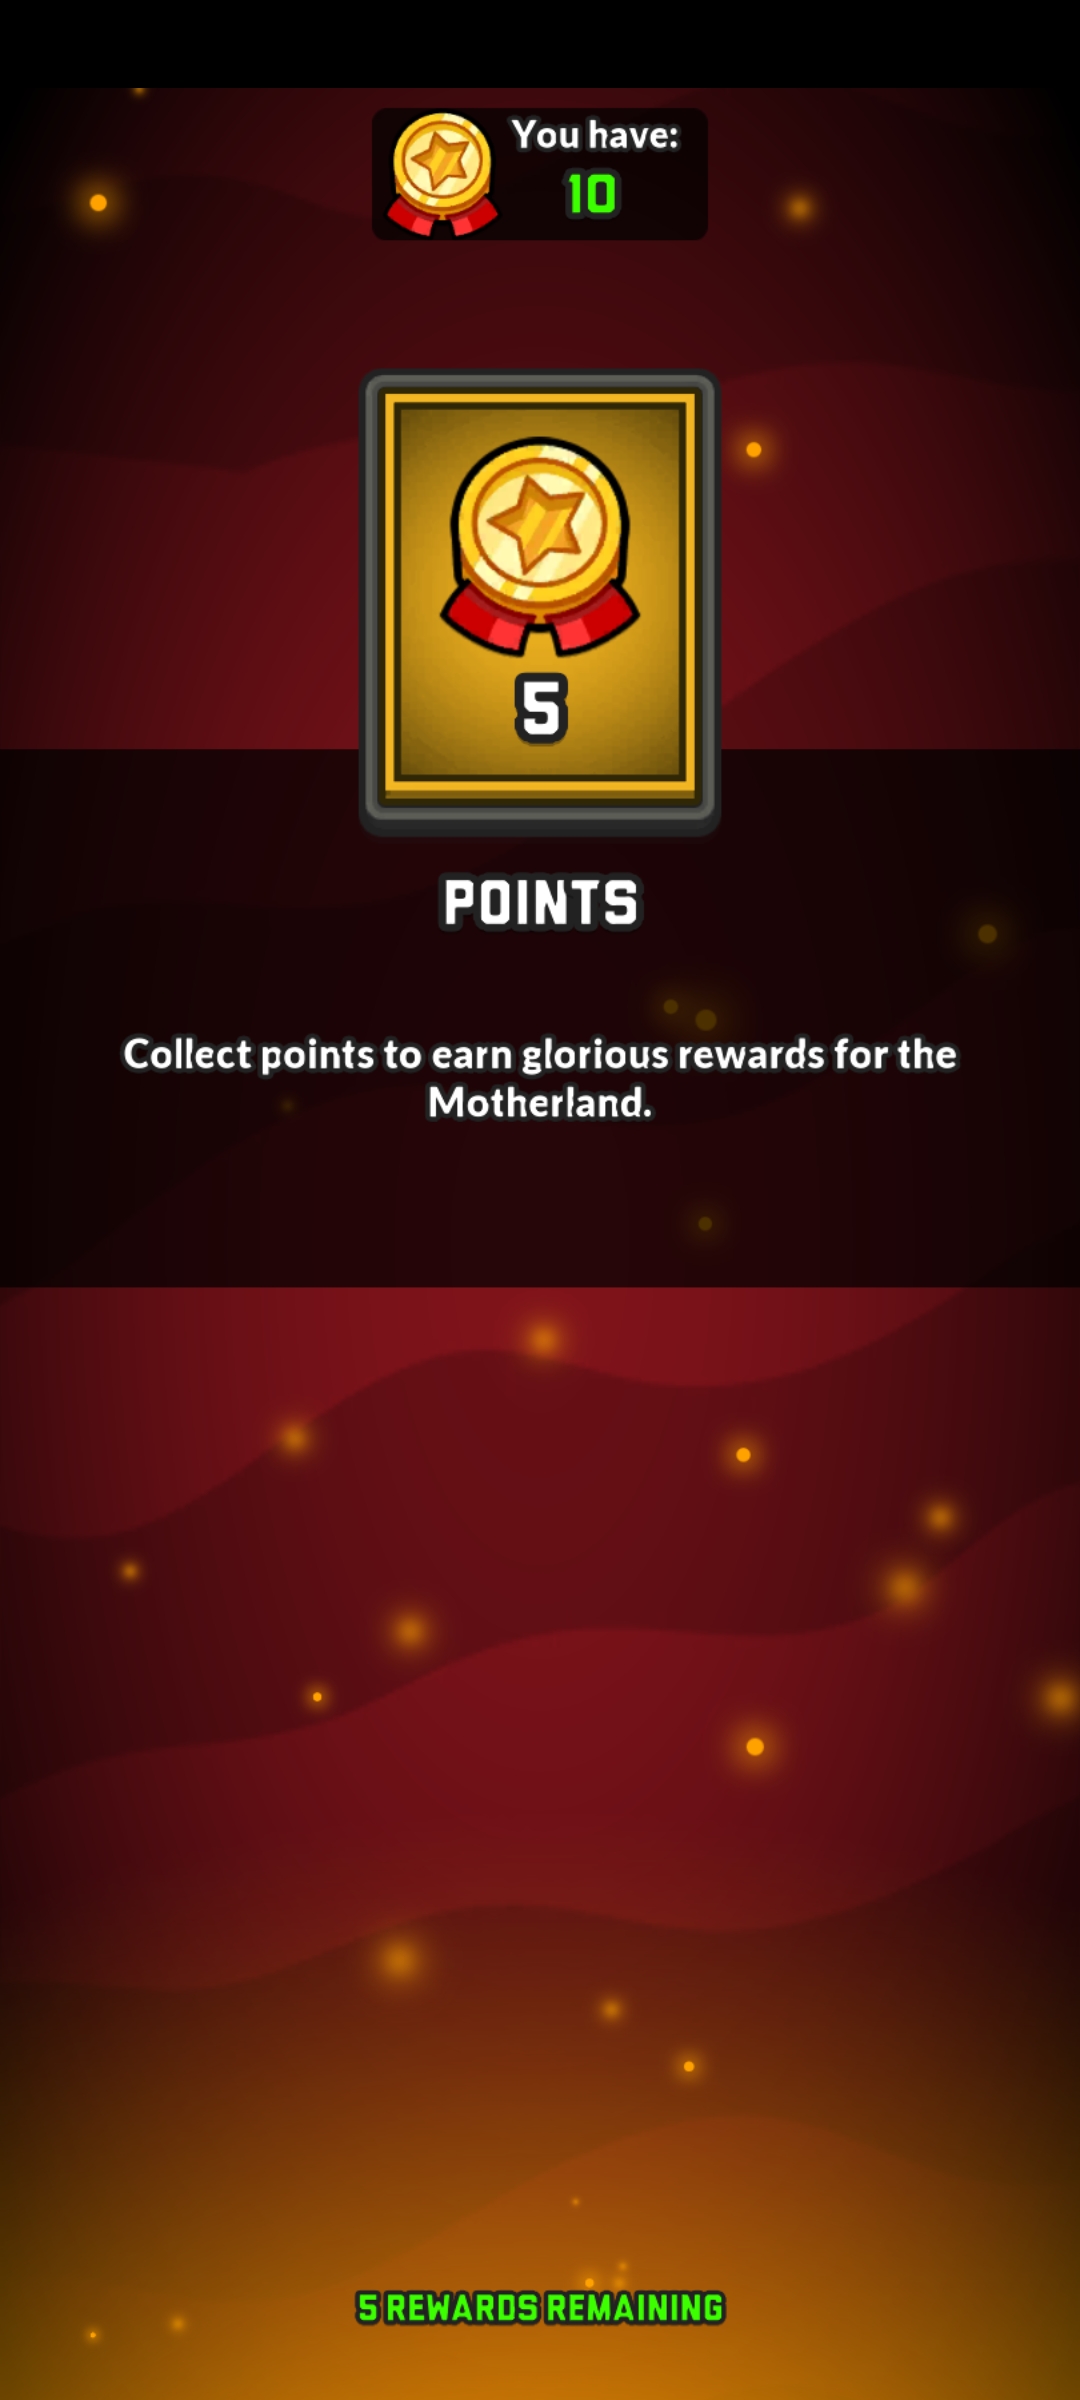 You have:
10
5
POINTS
Collect points to earn glorious rewards for the
Motherland.
5 REWARDS REMAINING